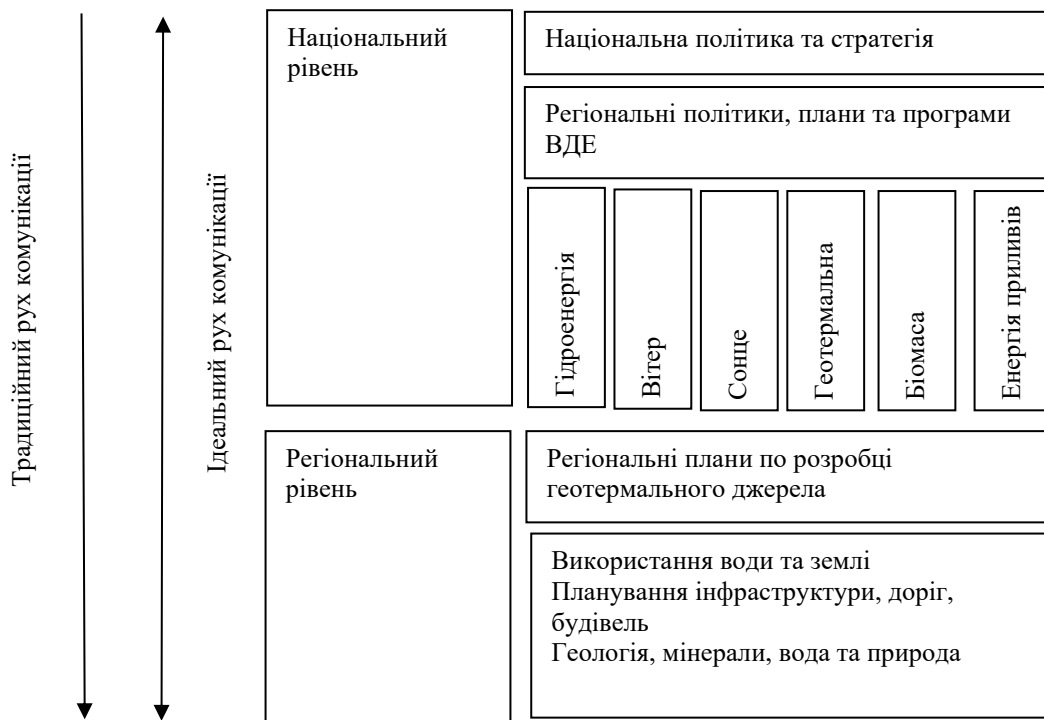 Традиційний рух комунікації
Ідеальний рух комунікації
Національний
рівень
Національна політика та стратегія
Регіональні політики, плани та програми
ВДЕ
Гідроенергія
Вітер
Сонце
Геотермальна
Біомаса
Енергія приливів
Регіональний
рівень
Регіональні плани по розробці
геотермального джерела
Використання води та землі
Планування інфраструктури, доріг,
будівель
Геологія, мінерали, вода та природа